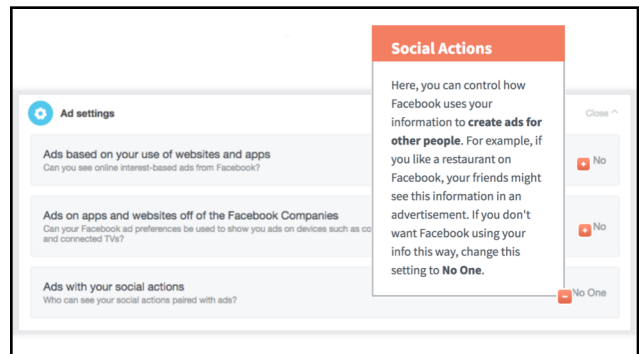 Social Actions
Here, you can control how
Facebook uses your
information to create ads for
other people. For example, if
you like a restaurant on
Facebook, your friends might
see this information in an
advertisement. If you don't
want Facebook using your
info this way, change this
setting to No One.
Ad settings
Close
Ads based on your use of websites and apps
Can you see online interest-based ads from Facebook?
No
Ads on apps and websites off of the Facebook Companies
Can your Facebook ad preferences be used to show you ads on devices such as co
and connected TVs?
No
Ads with your social actions
Who can see your social actions paired with ads?
No One